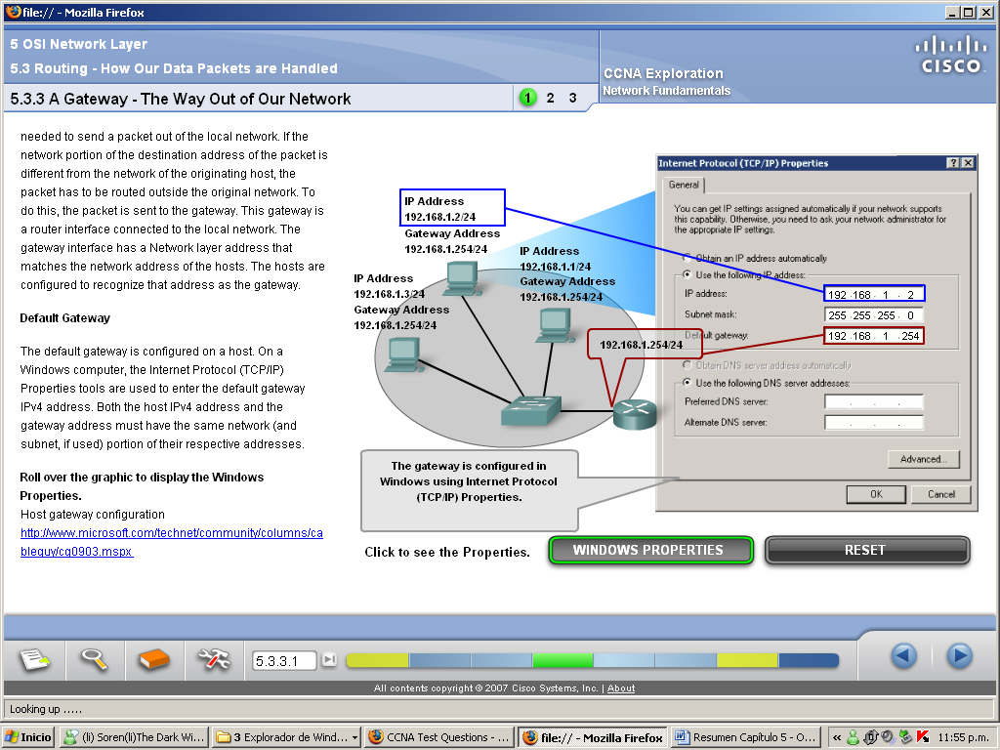 file:// - Mozilla Firefox
5 OSI Network Layer
5.3 Routing - How Our Data Packets are Handled
CISCO
CCNA Exploration
Network Fundamentals
5.3.3 A Gateway - The Way Out of Our Network
1 2 3
needed to send a packet out of the local network. If the
network portion of the destination address of the packet is
different from the network of the originating host, the
packet has to be routed outside the original network. To
do this, the packet is sent to the gateway. This gateway is
a router interface connected to the local network. The
gateway interface has a Network layer address that
matches the network address of the hosts. The hosts are
configured to recognize that address as the gateway.
Default Gateway
The default gateway is configured on a host. On a
Windows computer, the Internet Protocol (TCP/IP)
Properties tools are used to enter the default gateway
IPv4 address. Both the host IPv4 address and the
gateway address must have the same network (and
subnet, if used) portion of their respective addresses.
Roll over the graphic to display the Windows
Properties.
Host gateway configuration
http://www.microsoft.com/technet/community/columns/ca
bleguy/cg0903.mspx
IP Address
192.168.1.2/24
Gateway Address
192.168.1.254/24
IP Address
192.168.1.1/24
Gateway Address
192.168.1.254/24
IP Address
192.168.1.3/24
Gateway Address
192.168.1.254/24
192.168.1.254/24
The gateway is configured in
Windows using Internet Protocol
(TCP/IP) Properties.
Internet Protocol (TCP/IP) Properties
General
You can get IP settings assigned automatically if your network supports
this capability. Otherwise, you need to ask your network administrator for
the appropriate IP settings.
Obtain an IP address automatically
Use the following IP address:
IP address: 192 . 168 . 1 . 2
Subnet mask: 255 . 255 . 255 . 0
Default gateway: 192 . 168 . 1 . 254
Obtain DNS server address automatically
Use the following DNS server addresses:
Preferred DNS server: . . .
Alternate DNS server: . . .
Advanced...
OK Cancel
Click to see the Properties.
WINDOWS PROPERTIES
RESET
5.3.3.1
All contents copyright © 2007 Cisco Systems, Inc. | About
Looking up .....
Inicio
(li) Soren(li)The Dark Wi...
3 Explorador de Wind...
CCNA Test Questions - ...
file:// - Mozilla Firefox
Resumen Capítulo 5 - O...
« 11:55 p.m.